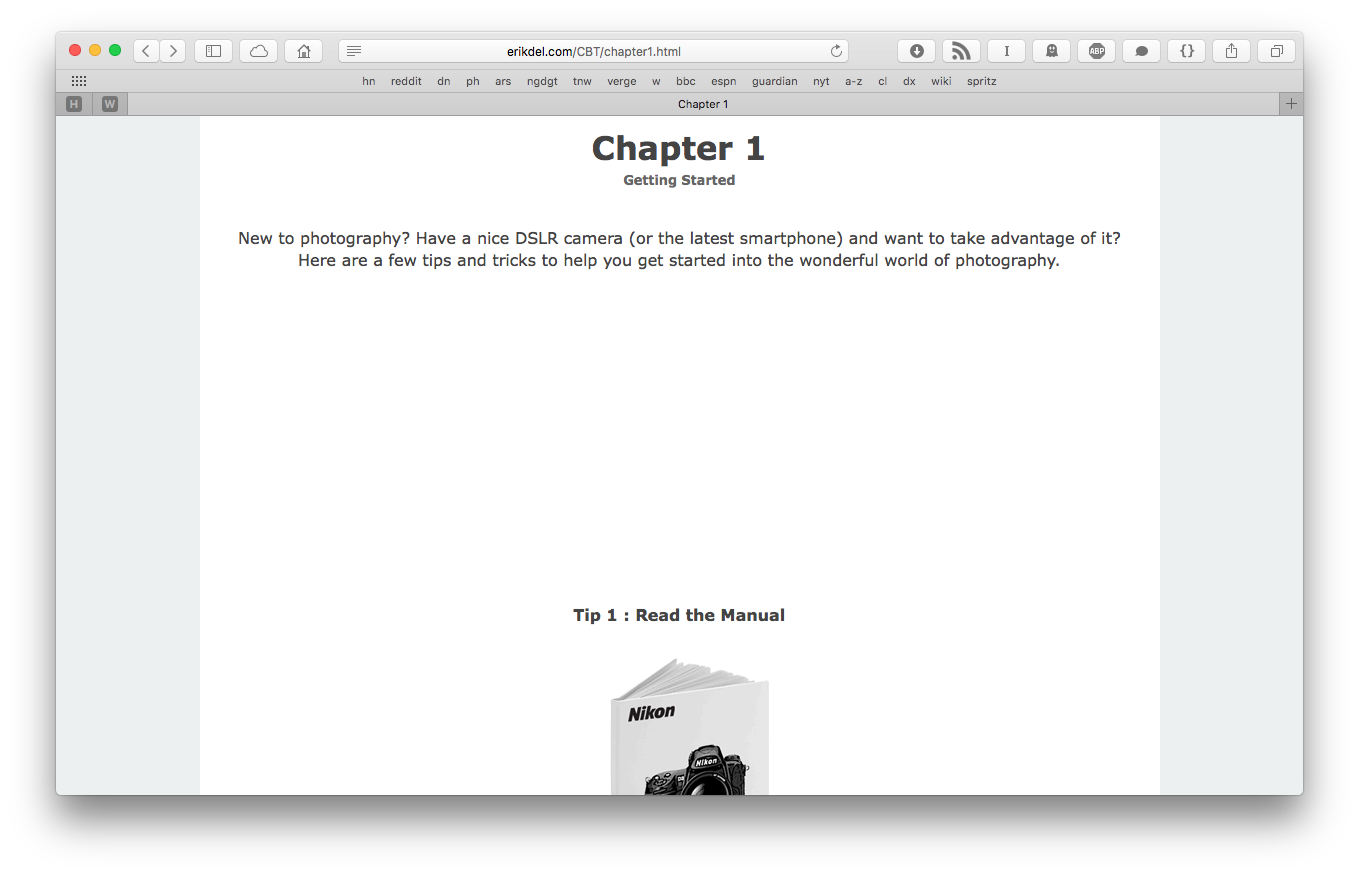 erikdel.com/CBT/chapter1.html
I
ABP
{}
hn reddit dn ph ars ngdgt tnw verge w bbc espn guardian nyt a-z cl dx wiki spritz
H
W
Chapter 1
Chapter 1
Getting Started
New to photography? Have a nice DSLR camera (or the latest smartphone) and want to take advantage of it?
Here are a few tips and tricks to help you get started into the wonderful world of photography.
Tip 1 : Read the Manual
Nikon
Nikon